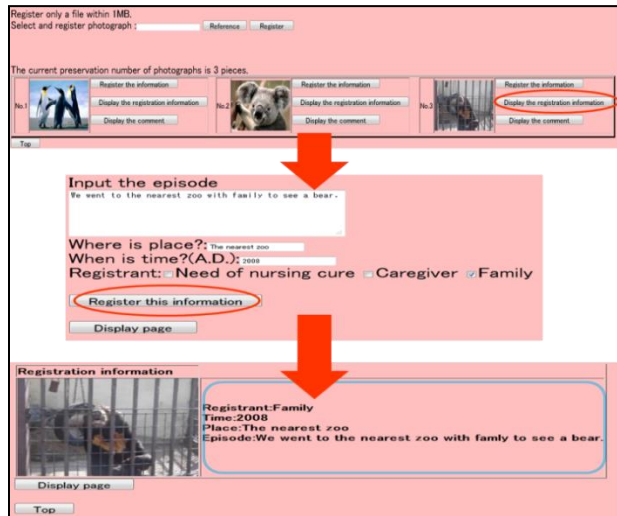 Register only a file within 1MB.
Select and register photograph : Reference Register
The current preservation number of photographs is 3 pieces.
Register the information
No.1 Display the registration information
Display the comment
Register the information
No.2 Display the registration information
Display the comment
Register the information
No.3 Display the registration information
Display the comment
Top
Input the episode
We went to the nearest zoo with family to see a bear.
Where is place?: The nearest zoo
When is time?(A.D.): 2008
Registrant: Need of nursing cure Caregiver Family
Register this information
Display page
Registration information
Registrant:Family
Time:2008
Place:The nearest zoo
Episode:We went to the nearest zoo with famly to see a bear.
Display page
Top